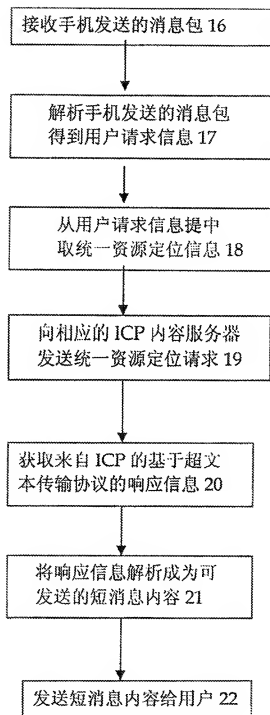 接收手机发送的消息包 16
解析手机发送的消息包
得到用户请求信息 17
从用户请求信息提中
取统一资源定位信息 18
向相应的 ICP 内容服务器
发送统一资源定位请求 19
获取来自 ICP 的基于超文
本传输协议的响应信息 20
将响应信息解析成为可
发送的短消息内容 21
发送短消息内容给用户 22